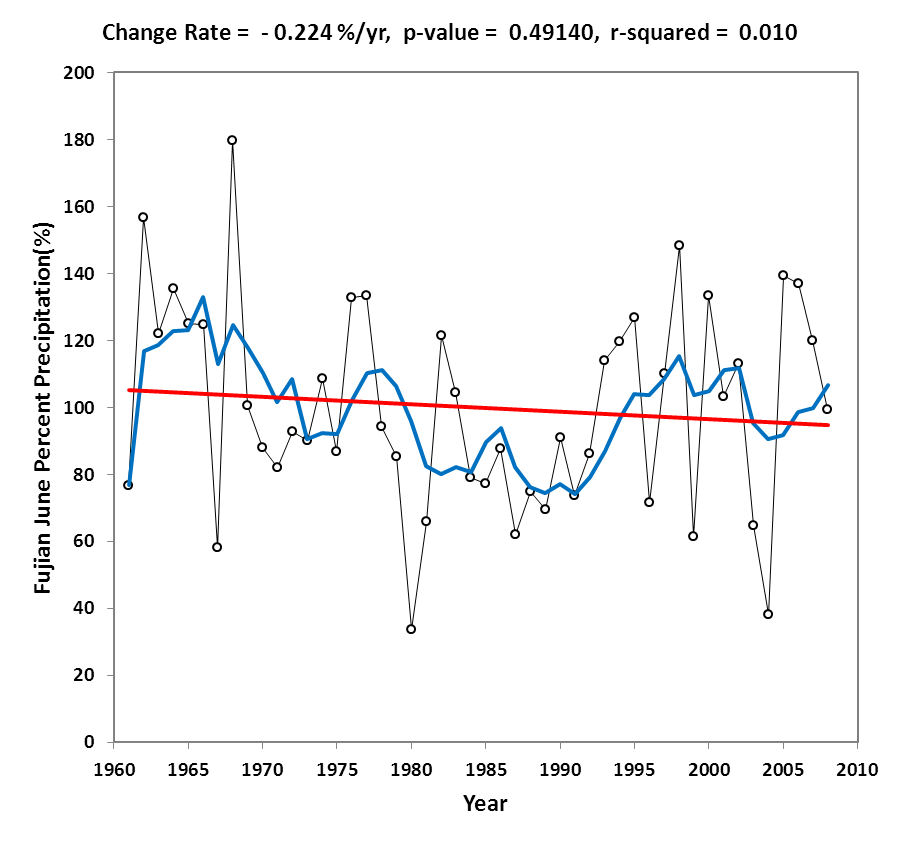 Change Rate = - 0.224 %/yr, p-value = 0.49140, r-squared = 0.010
200
180
160
140
120
100
80
60
40
20
0
Fujian June Percent Precipitation(%)
1960 1965 1970 1975 1980 1985 1990 1995 2000 2005 2010
Year